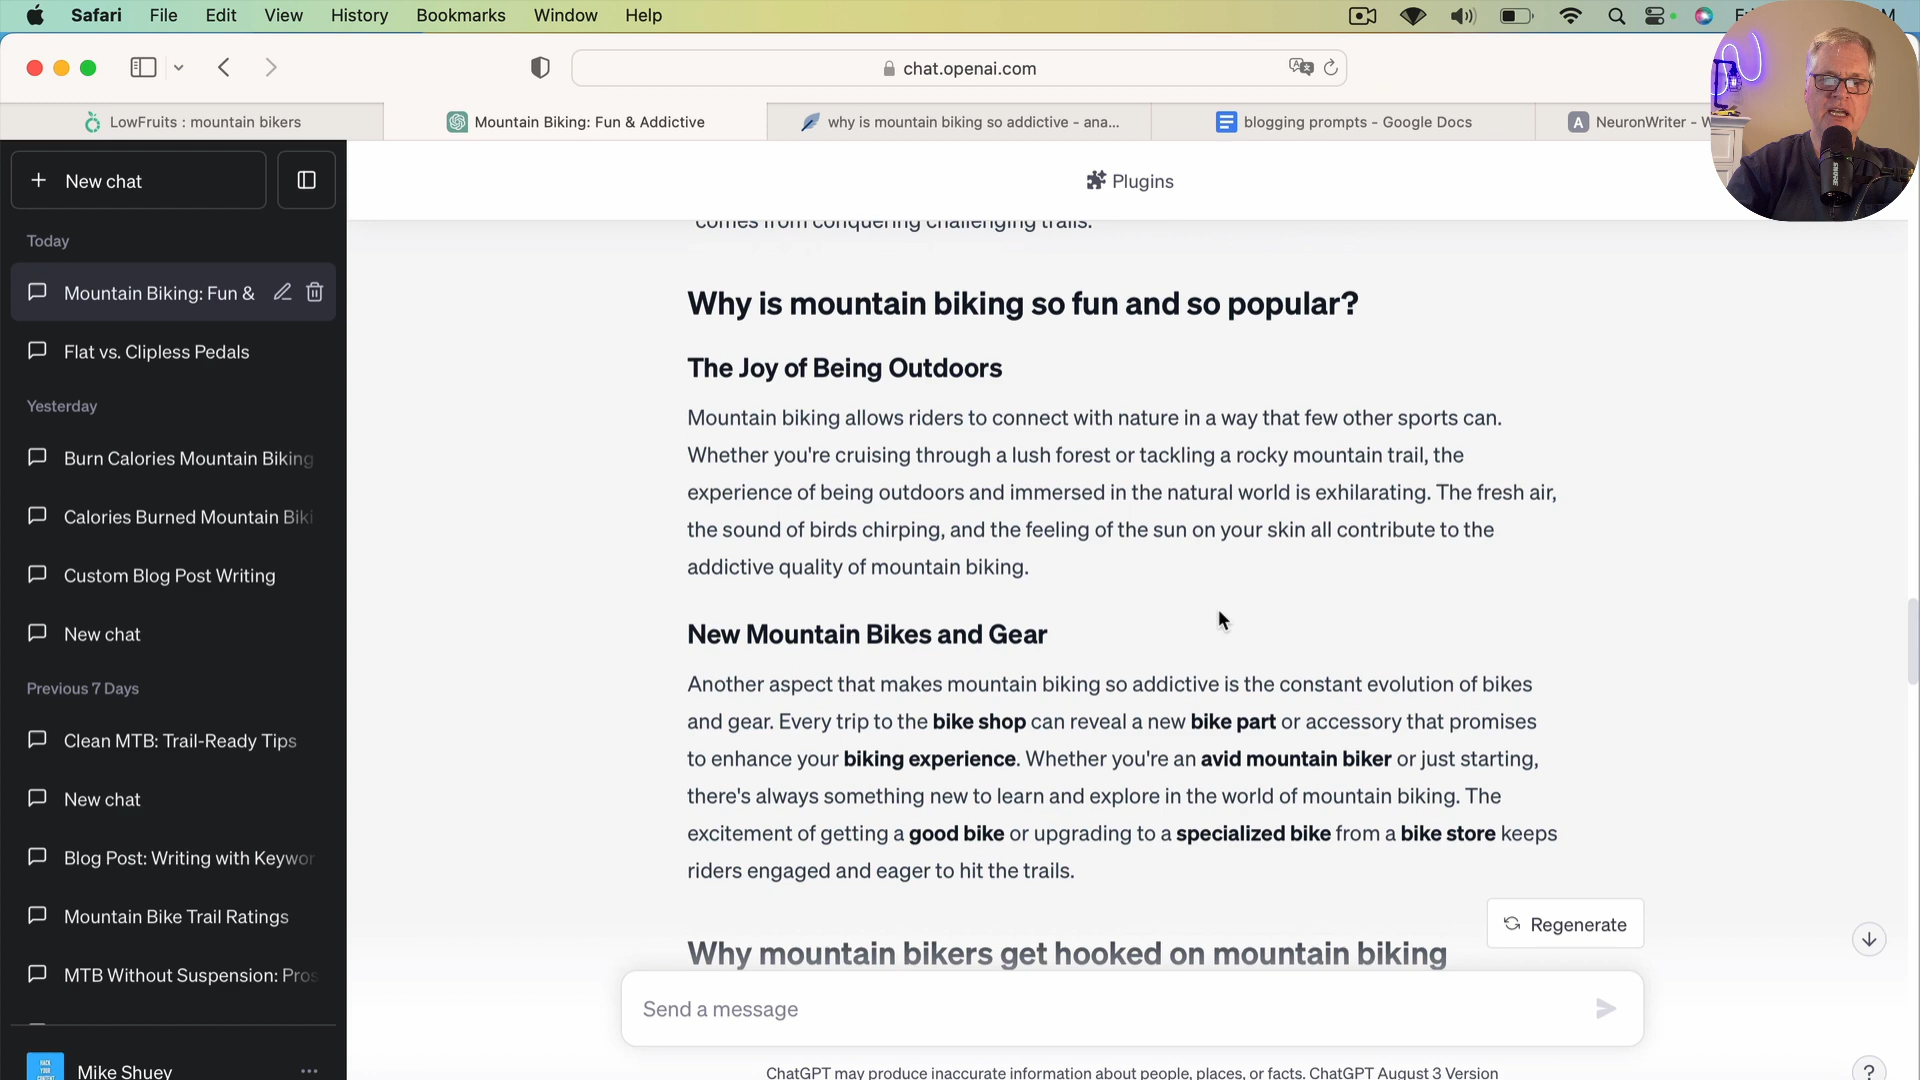 Safari File Edit View History Bookmarks Window Help
chat.openai.com
LowFruits : mountain bikers
Mountain Biking: Fun & Addictive
why is mountain biking so addictive - ana...
blogging prompts - Google Docs
A NeuronWriter - W
New chat
Plugins
Today
Mountain Biking: Fun &
Flat vs. Clipless Pedals
Yesterday
Burn Calories Mountain Biking
Calories Burned Mountain Biki
Custom Blog Post Writing
New chat
Previous 7 Days
Clean MTB: Trail-Ready Tips
New chat
Blog Post: Writing with Keywor
Mountain Bike Trail Ratings
MTB Without Suspension: Pros
Mike Shuey
comes from conquering challenging trails.
Why is mountain biking so fun and so popular?
The Joy of Being Outdoors
Mountain biking allows riders to connect with nature in a way that few other sports can.
Whether you're cruising through a lush forest or tackling a rocky mountain trail, the
experience of being outdoors and immersed in the natural world is exhilarating. The fresh air,
the sound of birds chirping, and the feeling of the sun on your skin all contribute to the
addictive quality of mountain biking.
New Mountain Bikes and Gear
Another aspect that makes mountain biking so addictive is the constant evolution of bikes
and gear. Every trip to the bike shop can reveal a new bike part or accessory that promises
to enhance your biking experience. Whether you're an avid mountain biker or just starting,
there's always something new to learn and explore in the world of mountain biking. The
excitement of getting a good bike or upgrading to a specialized bike from a bike store keeps
riders engaged and eager to hit the trails.
Regenerate
Why mountain bikers get hooked on mountain biking
Send a message
ChatGPT may produce inaccurate information about people, places, or facts. ChatGPT August 3 Version
?